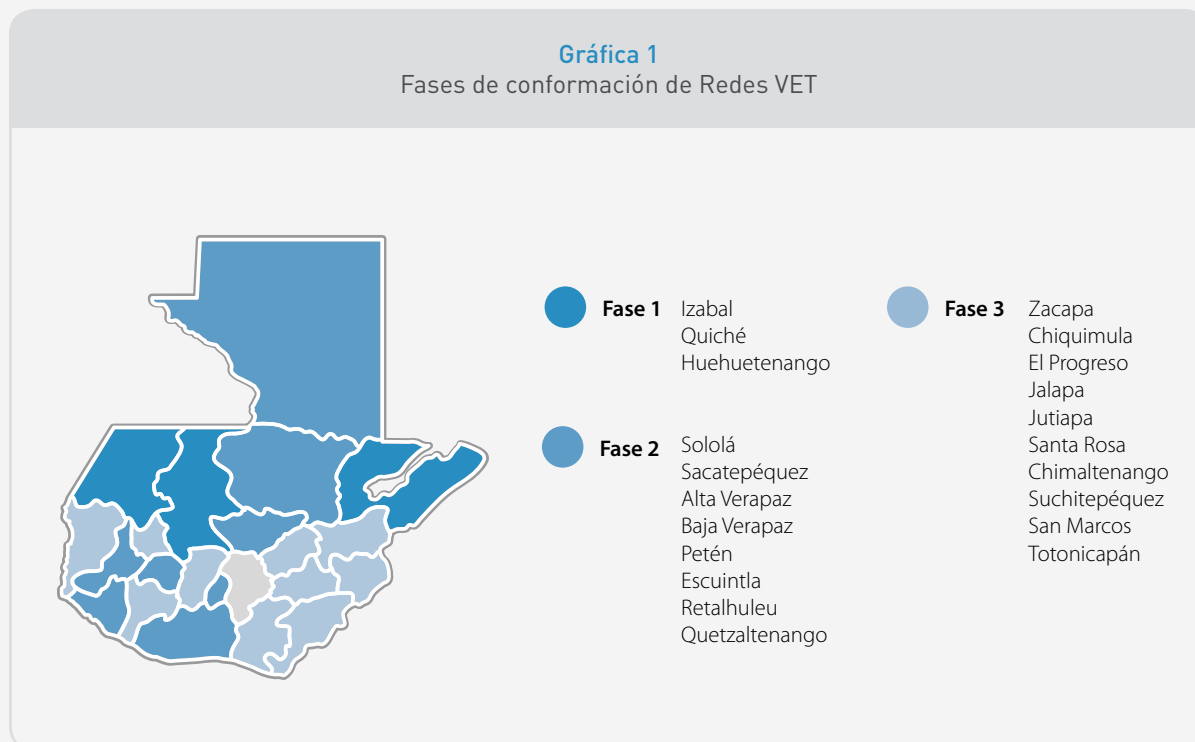 Gráfica 1
Fases de conformación de Redes VET
Fase 1
Izabal
Quiché
Huehuetenango
Fase 2
Sololá
Sacatepéquez
Alta Verapaz
Baja Verapaz
Petén
Escuintla
Retalhuleu
Quetzaltenango
Fase 3
Zacapa
Chiquimula
El Progreso
Jalapa
Jutiapa
Santa Rosa
Chimaltenango
Suchitepéquez
San Marcos
Totonicapán